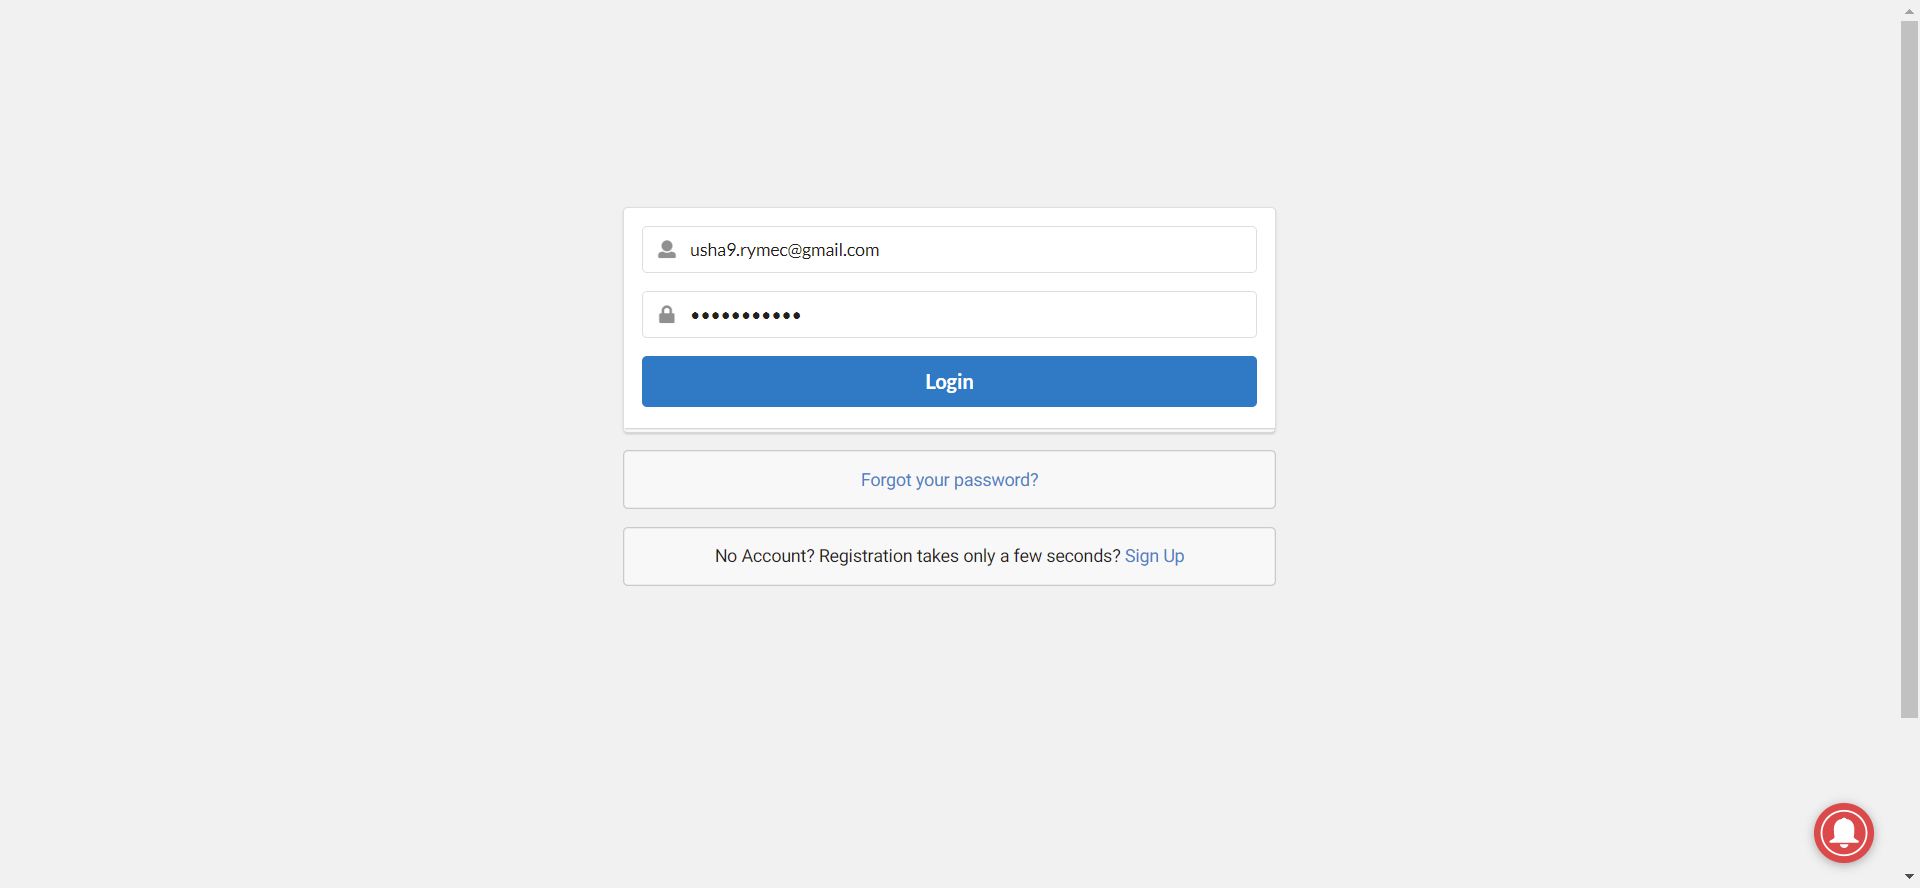 usha9.rymec@gmail.com
•••••••••••
Login
Forgot your password?
No Account? Registration takes only a few seconds? Sign Up